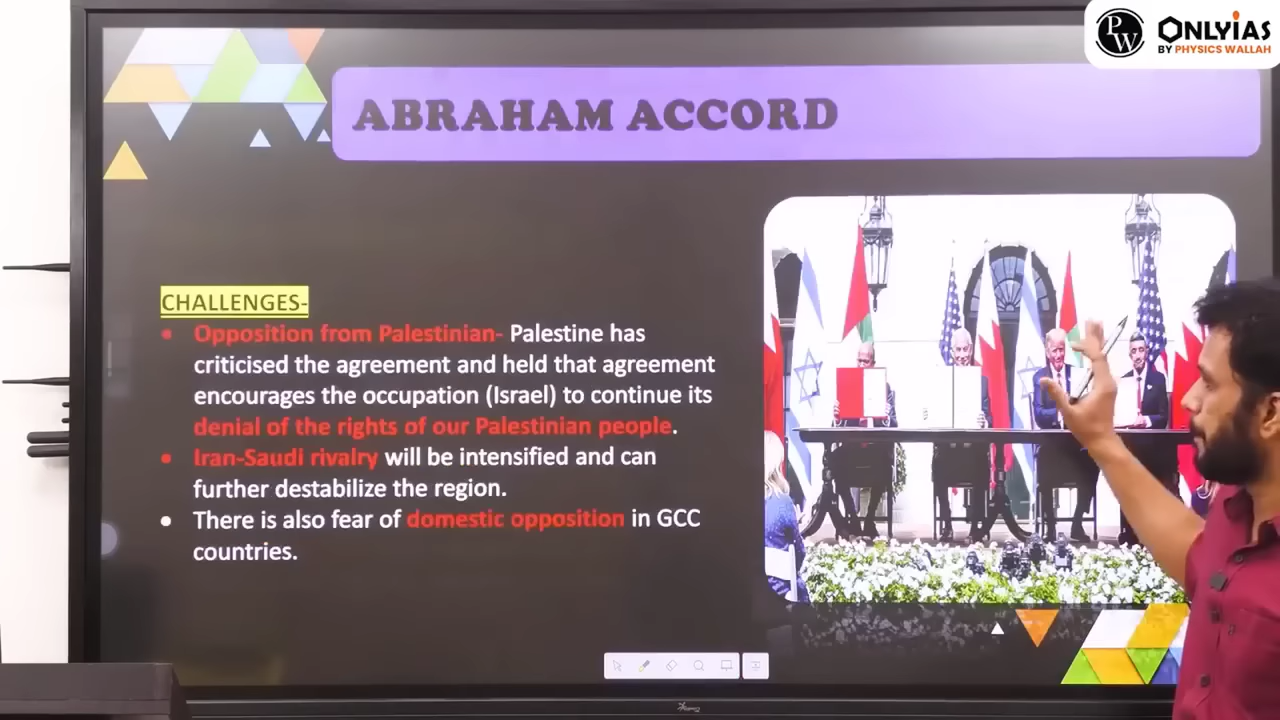 PW ONLYIAS
BY PHYSICS WALLAH
ABRAHAM ACCORD
CHALLENGES-
• Opposition from Palestinian- Palestine has
criticised the agreement and held that agreement
encourages the occupation (Israel) to continue its
denial of the rights of our Palestinian people.
• Iran-Saudi rivalry will be intensified and can
further destabilize the region.
• There is also fear of domestic opposition in GCC
countries.